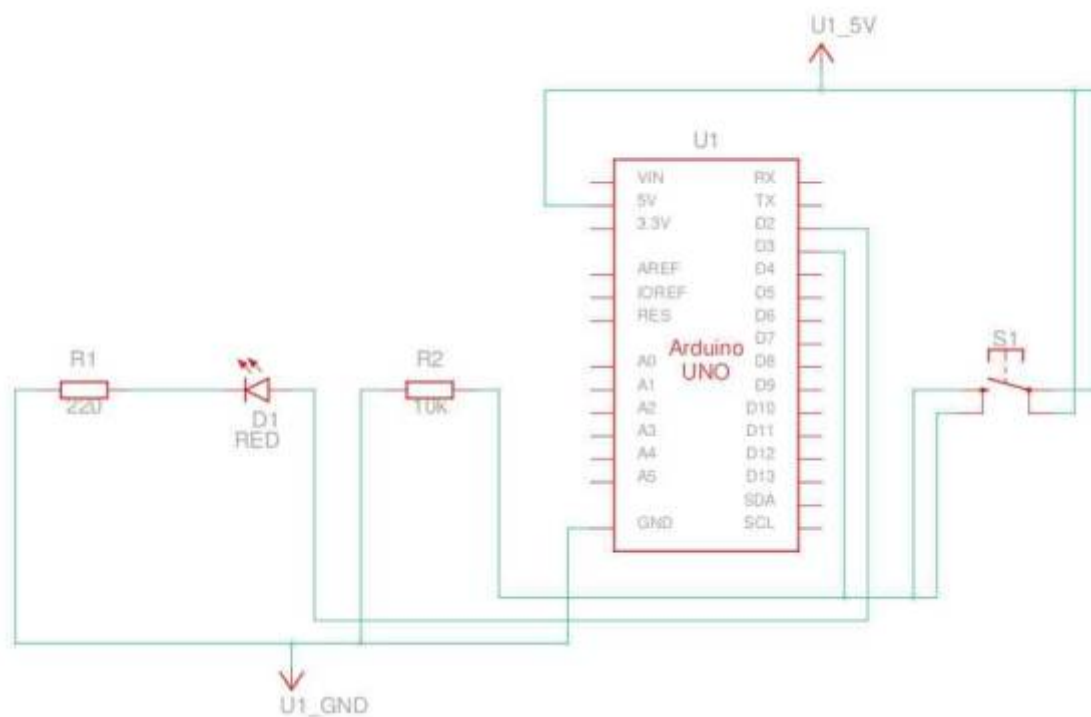 U1_5V
U1
VIN RX
5V TX
3.3V D2
D3
AREF D4
IOREF D5
RES D6
D7
Arduino
UNO
A0 D8
A1 D9
A2 D10
A3 D11
A4 D12
A5 D13
SDA
GND SCL
R1
220
D1
RED
R2
10k
S1
U1_GND